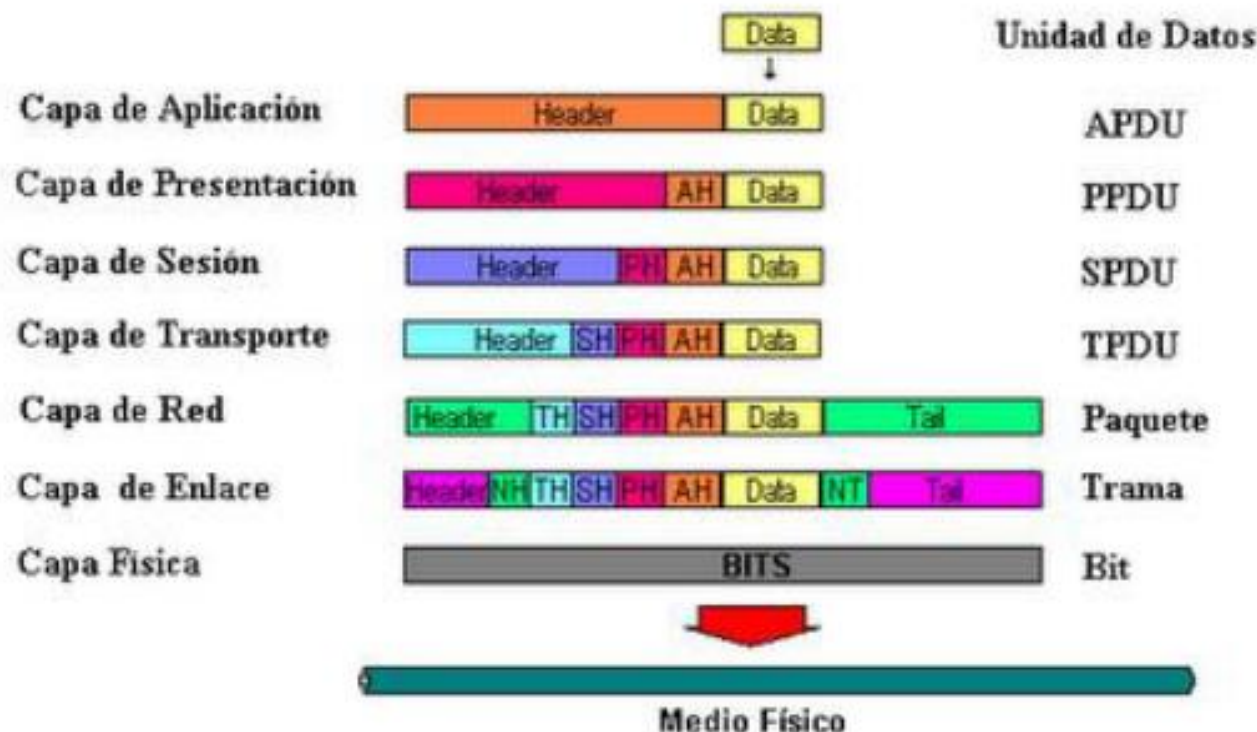 Data Unidad de Datos
Capa de Aplicación Header Data APDU
Capa de Presentación Header AH Data PPDU
Capa de Sesión Header PH AH Data SPDU
Capa de Transporte Header SH PH AH Data TPDU
Capa de Red Header TH SH PH AH Data Tail Paquete
Capa de Enlace Header NH TH SH PH AH Data NT Tail Trama
Capa Física BITS Bit
Medio Físico